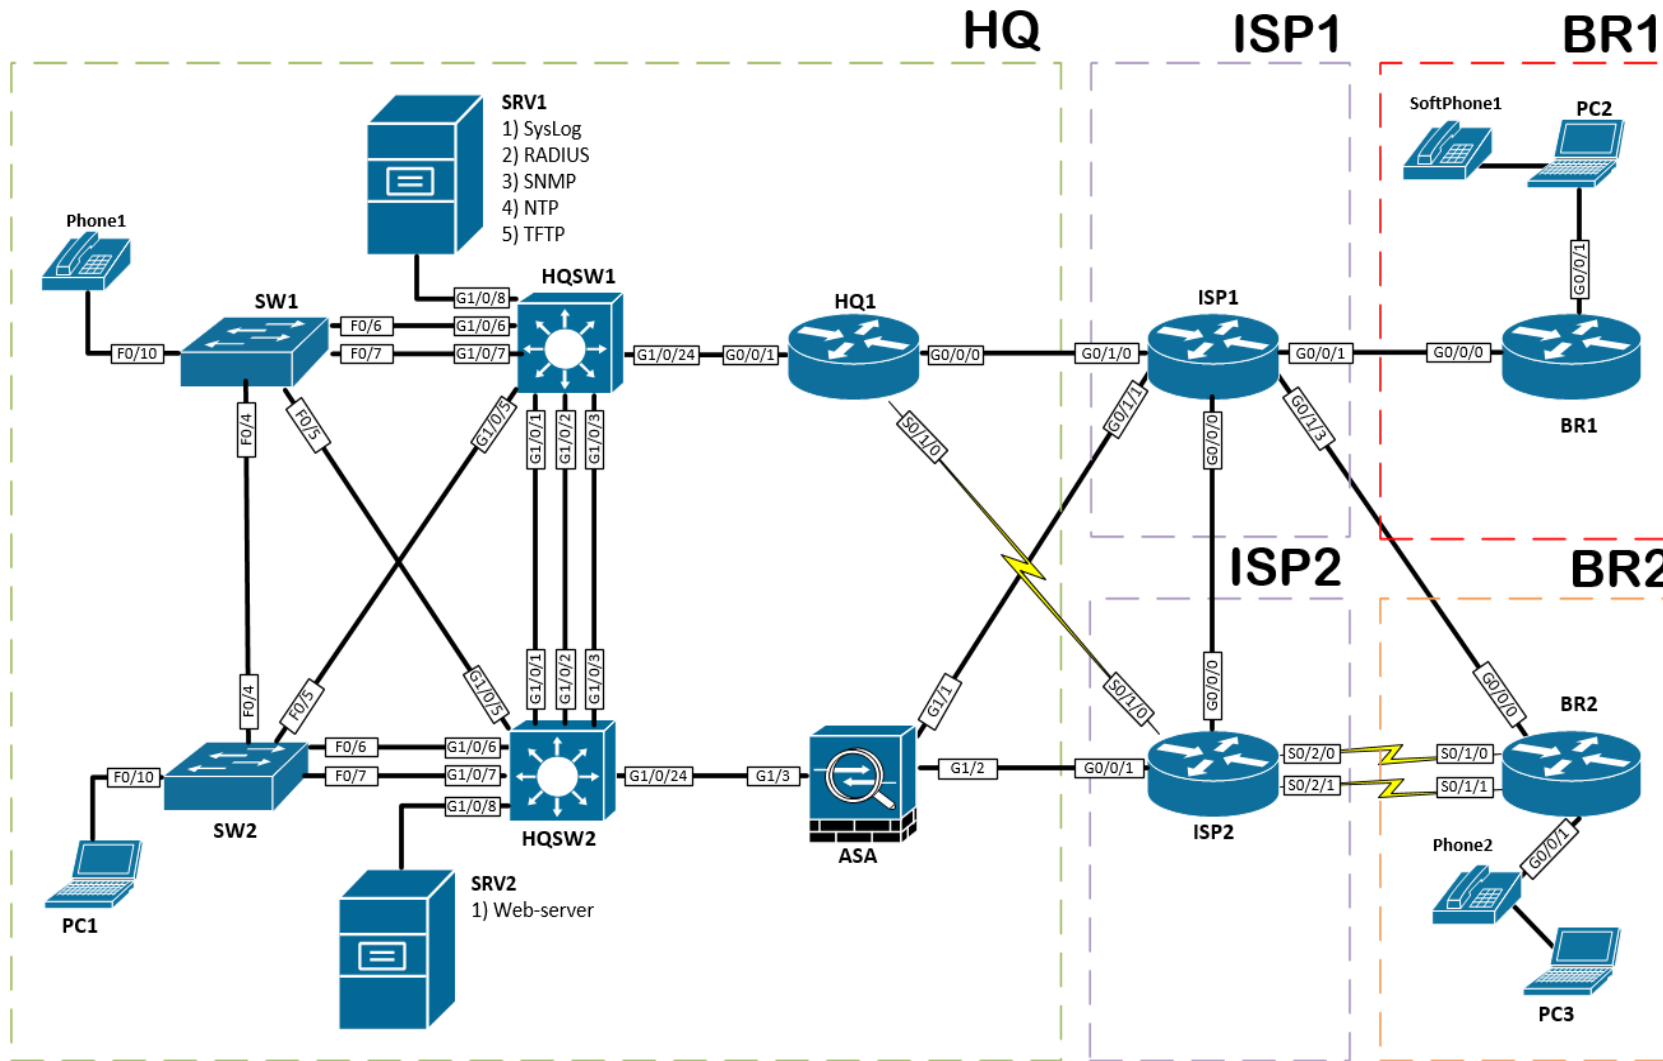 HQ
ISP1
BR1
SRV1
1) SysLog
2) RADIUS
3) SNMP
4) NTP
5) TFTP
SoftPhone1
PC2
Phone1
G0/0/1
HQSW1
SW1
G1/0/8
HQ1
ISP1
F0/6
G1/0/6
F0/10
F0/7
G1/0/7
G1/0/24
G0/0/1
G0/0/0
G0/1/0
G0/0/1
G0/0/0
BR1
F0/4
F0/5
G1/0/5
G1/0/1
G1/0/2
G1/0/3
S0/1/0
G0/1/1
G0/0/0
G0/1/3
ISP2
BR2
F0/4
F0/5
G1/0/5
G1/0/1
G1/0/2
G1/0/3
G1/1
S0/1/0
G0/0/0
G0/0/0
BR2
F0/6
G1/0/6
S0/2/0
S0/1/0
F0/10
F0/7
G1/0/7
G1/0/24
G1/3
G1/2
G0/0/1
S0/2/1
S0/1/1
G1/0/8
SW2
HQSW2
ASA
ISP2
Phone2
G0/0/1
SRV2
1) Web-server
PC1
PC3